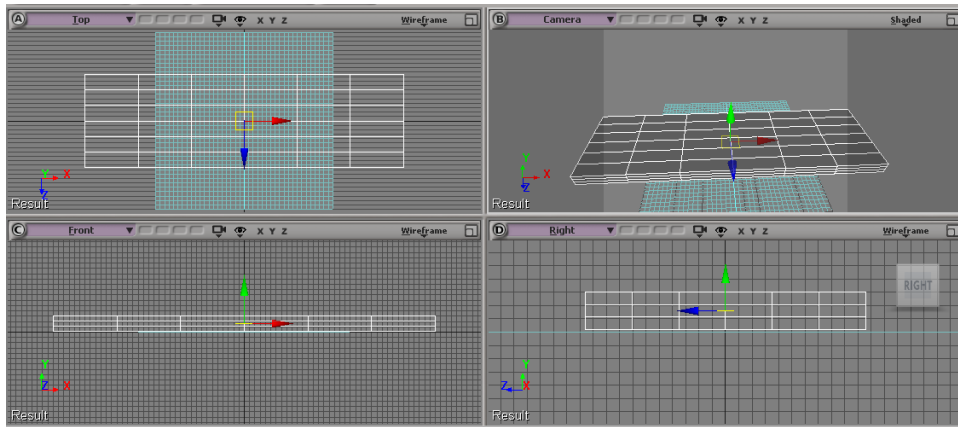 A Top X Y Z Wireframe
Y X Z
Result
B Camera X Y Z Shaded
Y X Z
Result
C Front X Y Z Wireframe
Y Z X
Result
D Right X Y Z Wireframe
RIGHT
Y Z X
Result